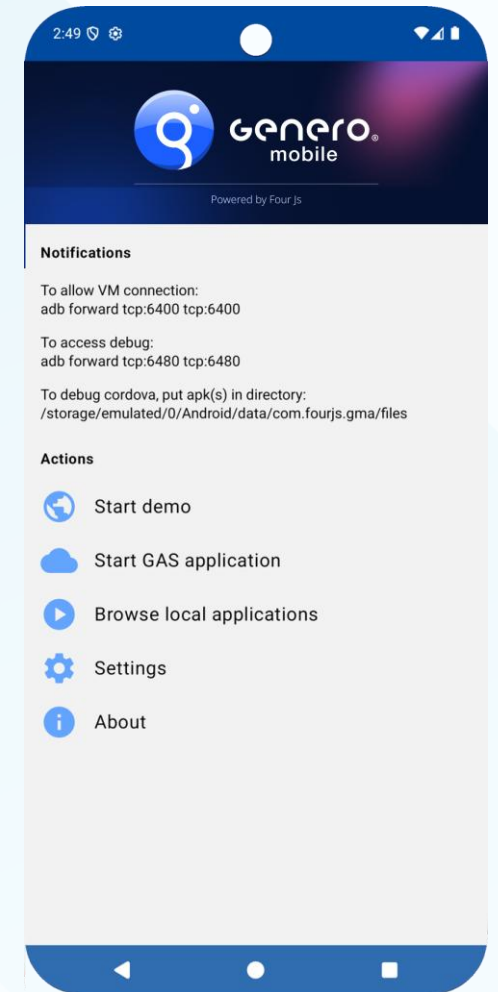 2:49
Genero®
mobile
Powered by Four Js
Notifications
To allow VM connection:
adb forward tcp:6400 tcp:6400
To access debug:
adb forward tcp:6480 tcp:6480
To debug cordova, put apk(s) in directory:
/storage/emulated/0/Android/data/com.fourjs.gma/files
Actions
Start demo
Start GAS application
Browse local applications
Settings
About